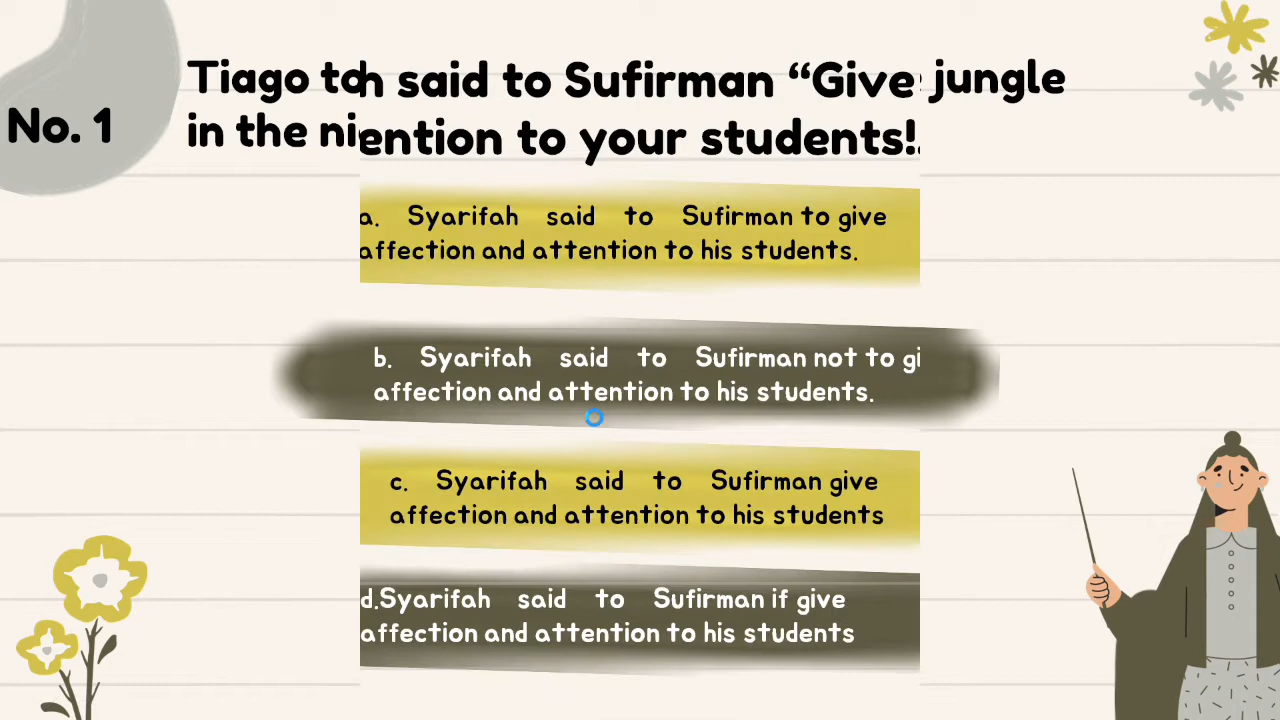 No. 1
Tiago
h said to Sufirman “Give
jungle
in the
ention to your students!
a. Syarifah said to Sufirman to give
affection and attention to his students.
b. Syarifah said to Sufirman not to gi
affection and attention to his students.
c. Syarifah said to Sufirman give
affection and attention to his students
d.Syarifah said to Sufirman if give
affection and attention to his students